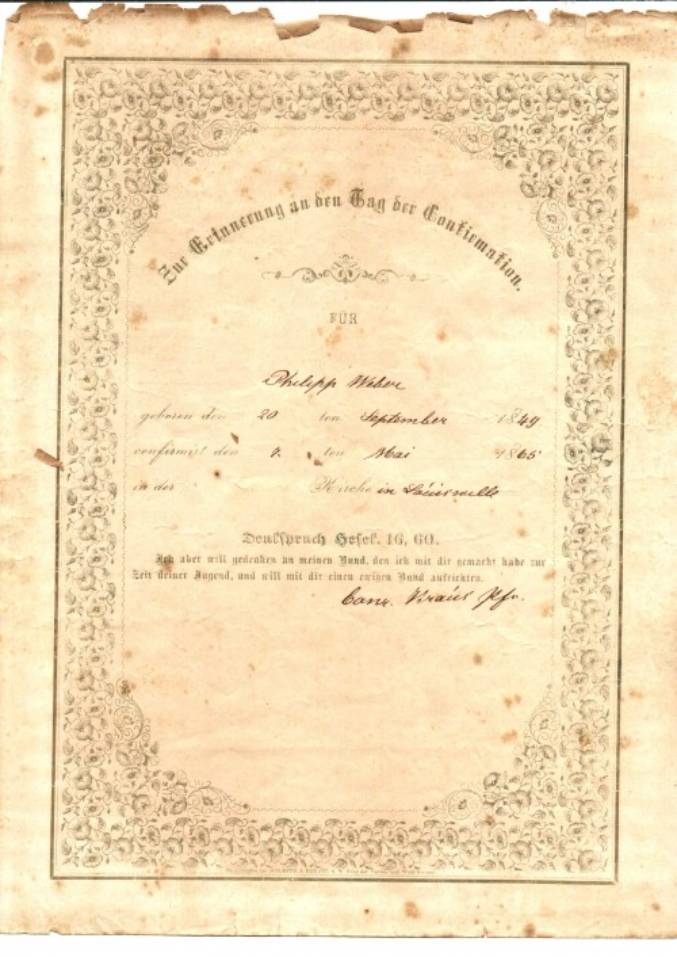 Zur Erinnerung an den Tag der Confirmation.
FÜR
Philipp Weber
geboren den 20 ten September 1849
confirmirt den 7. ten Mai 1865
in der Kirche in Louisville
Denkspruch Hesek. 16, 60.
Ich aber will gedenken an meinen Bund, den ich mit dir gemacht habe zur
Zeit deiner Jugend, und will mit dir einen ewigen Bund aufrichten.
Conr. Braus Pfr.